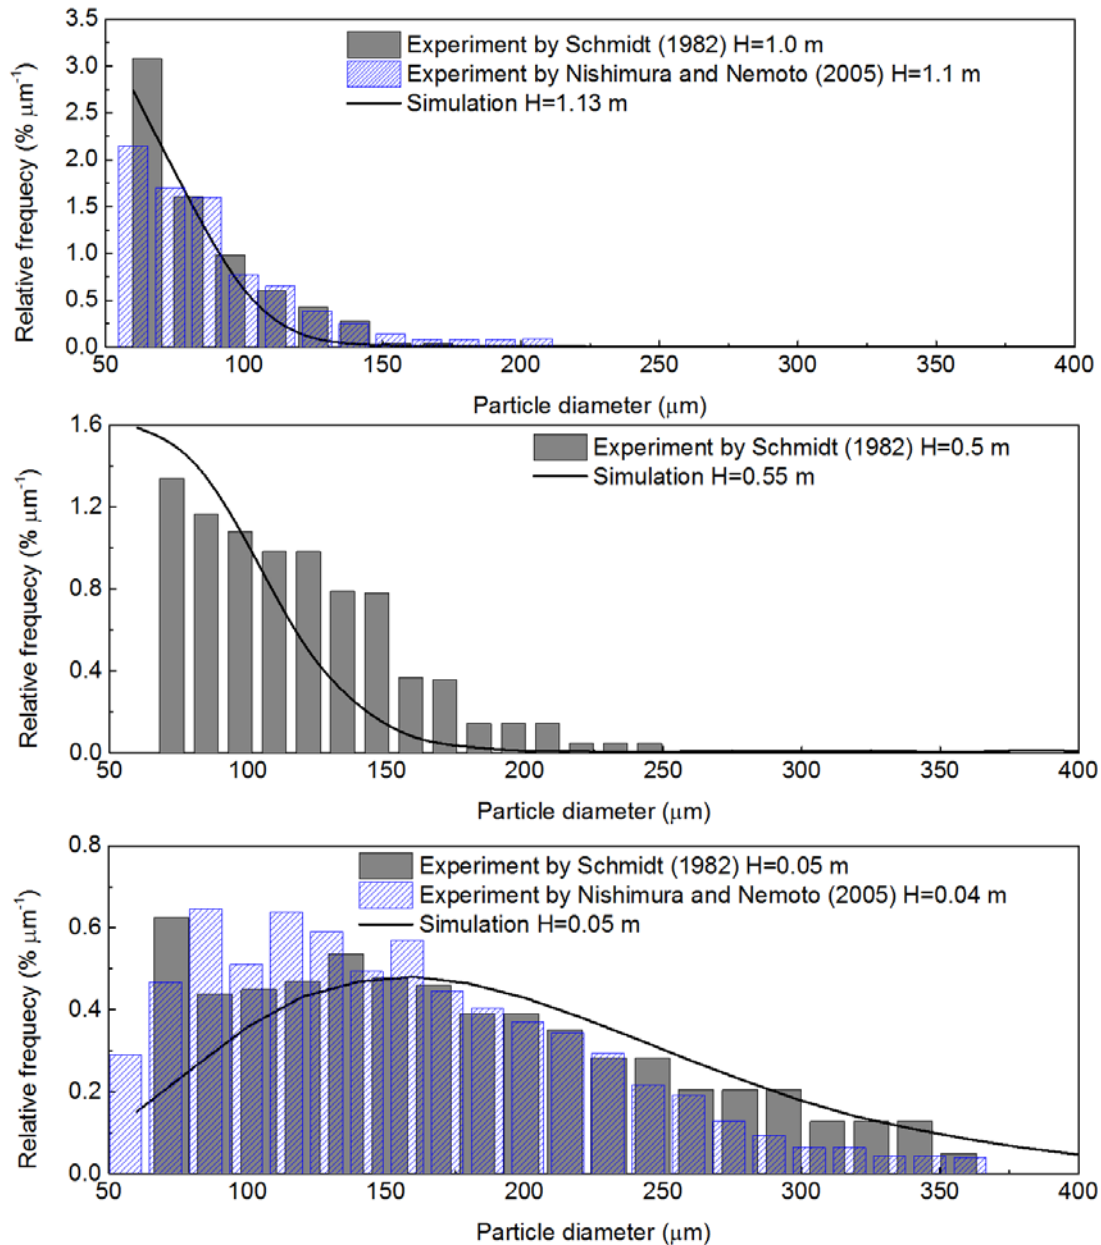 3.5
3.0
2.5
2.0
1.5
1.0
0.5
0.0
Relative frequecy (% μm⁻¹)
Experiment by Schmidt (1982) H=1.0 m
Experiment by Nishimura and Nemoto (2005) H=1.1 m
Simulation H=1.13 m
50 100 150 200 250 300 350 400
Particle diameter (μm)
1.6
1.2
0.8
0.4
0.0
Relative frequecy (% μm⁻¹)
Experiment by Schmidt (1982) H=0.5 m
Simulation H=0.55 m
50 100 150 200 250 300 350 400
Particle diameter (μm)
0.8
0.6
0.4
0.2
0.0
Relative frequecy (% μm⁻¹)
Experiment by Schmidt (1982) H=0.05 m
Experiment by Nishimura and Nemoto (2005) H=0.04 m
Simulation H=0.05 m
50 100 150 200 250 300 350 400
Particle diameter (μm)